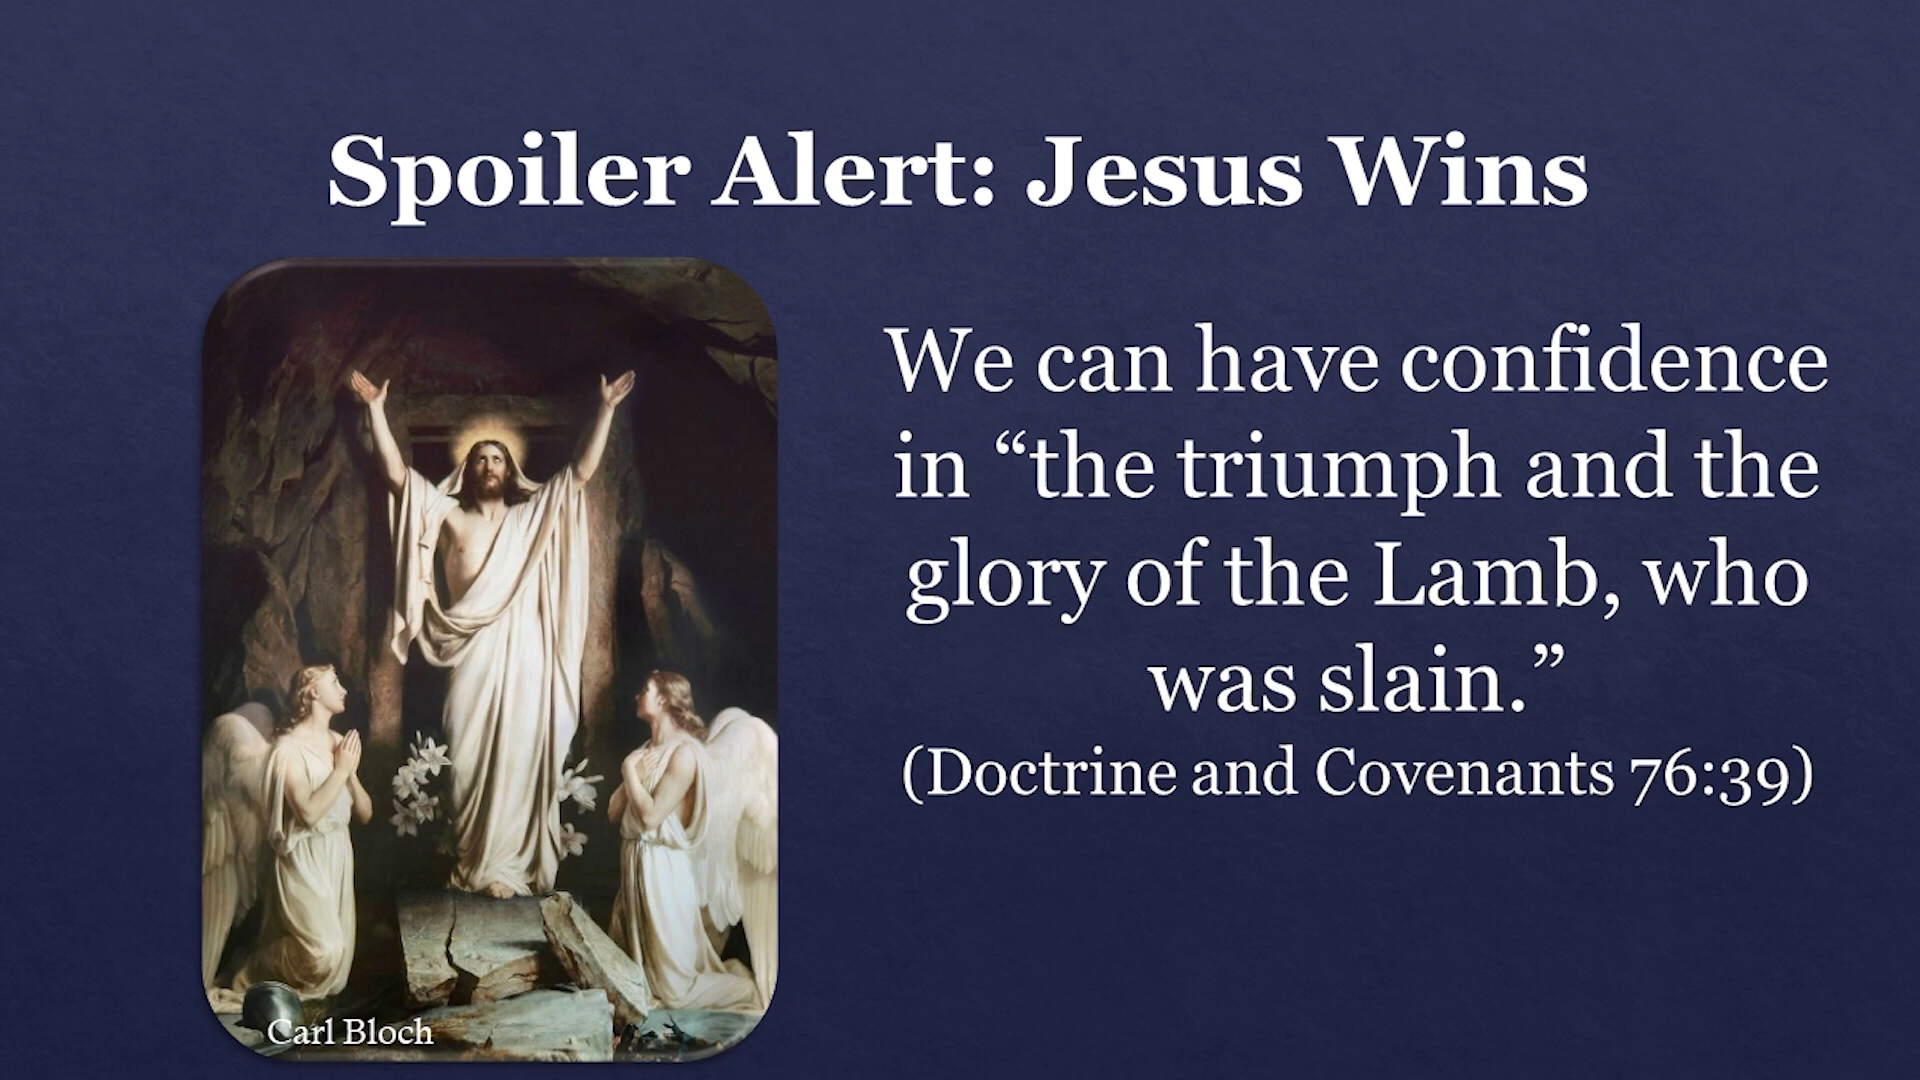 Spoiler Alert: Jesus Wins
We can have confidence
in “the triumph and the
glory of the Lamb, who
was slain.”
(Doctrine and Covenants 76:39)
Carl Bloch